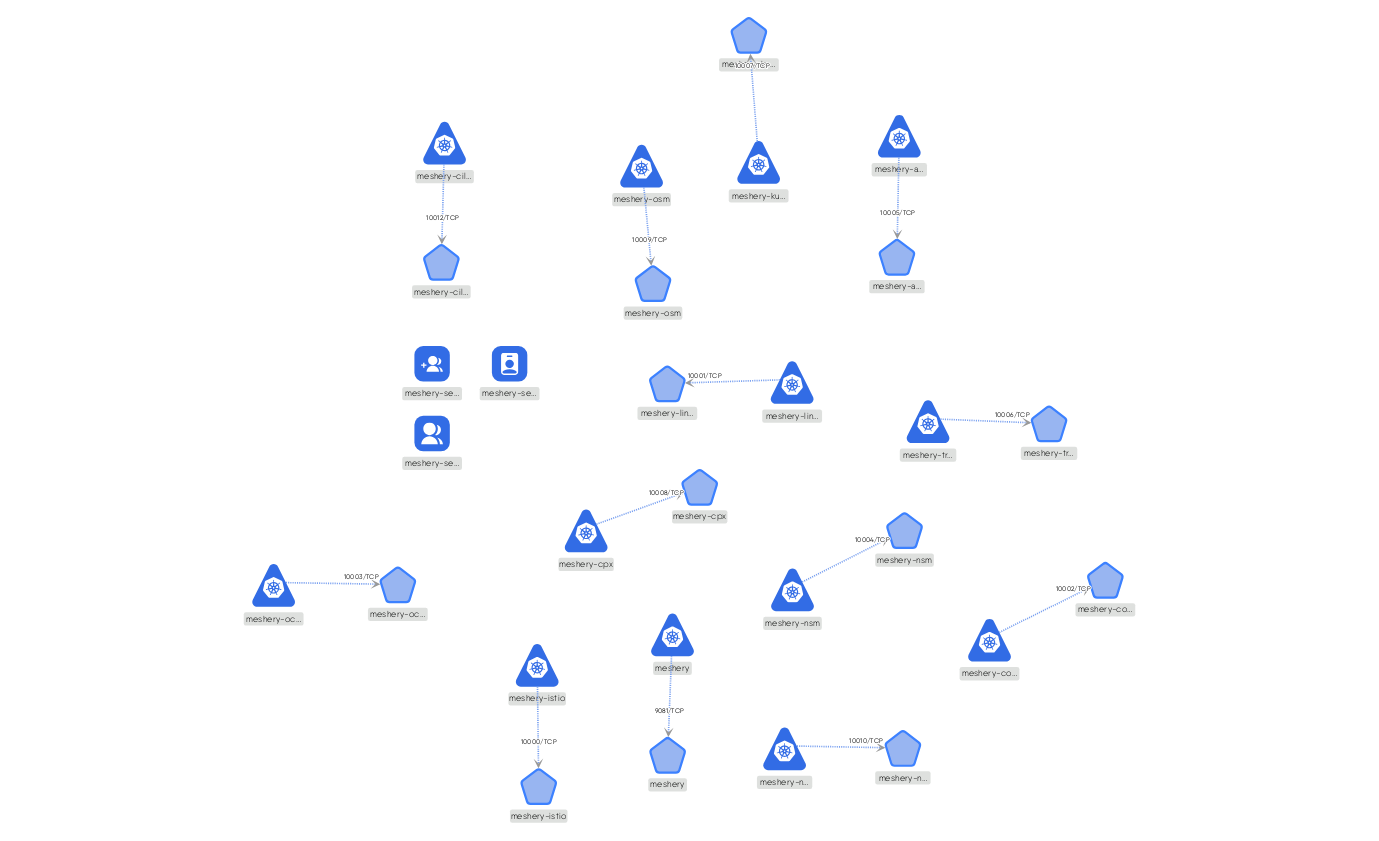 10007/TCP
meshery-cil...
meshery-osm
meshery-ku...
meshery-a...
10012/TCP
10009/TCP
10005/TCP
meshery-cil...
meshery-osm
meshery-a...
meshery-se...
meshery-se...
10001/TCP
meshery-lin...
meshery-lin...
10006/TCP
meshery-tr...
meshery-tr...
meshery-se...
10008/TCP
meshery-cpx
meshery-cpx
10004/TCP
meshery-nsm
meshery-nsm
10003/TCP
meshery-oc...
meshery-oc...
10002/TCP
meshery-co...
meshery-co...
meshery-istio
meshery
9081/TCP
10000/TCP
10010/TCP
meshery-n...
meshery-n...
meshery
meshery-istio